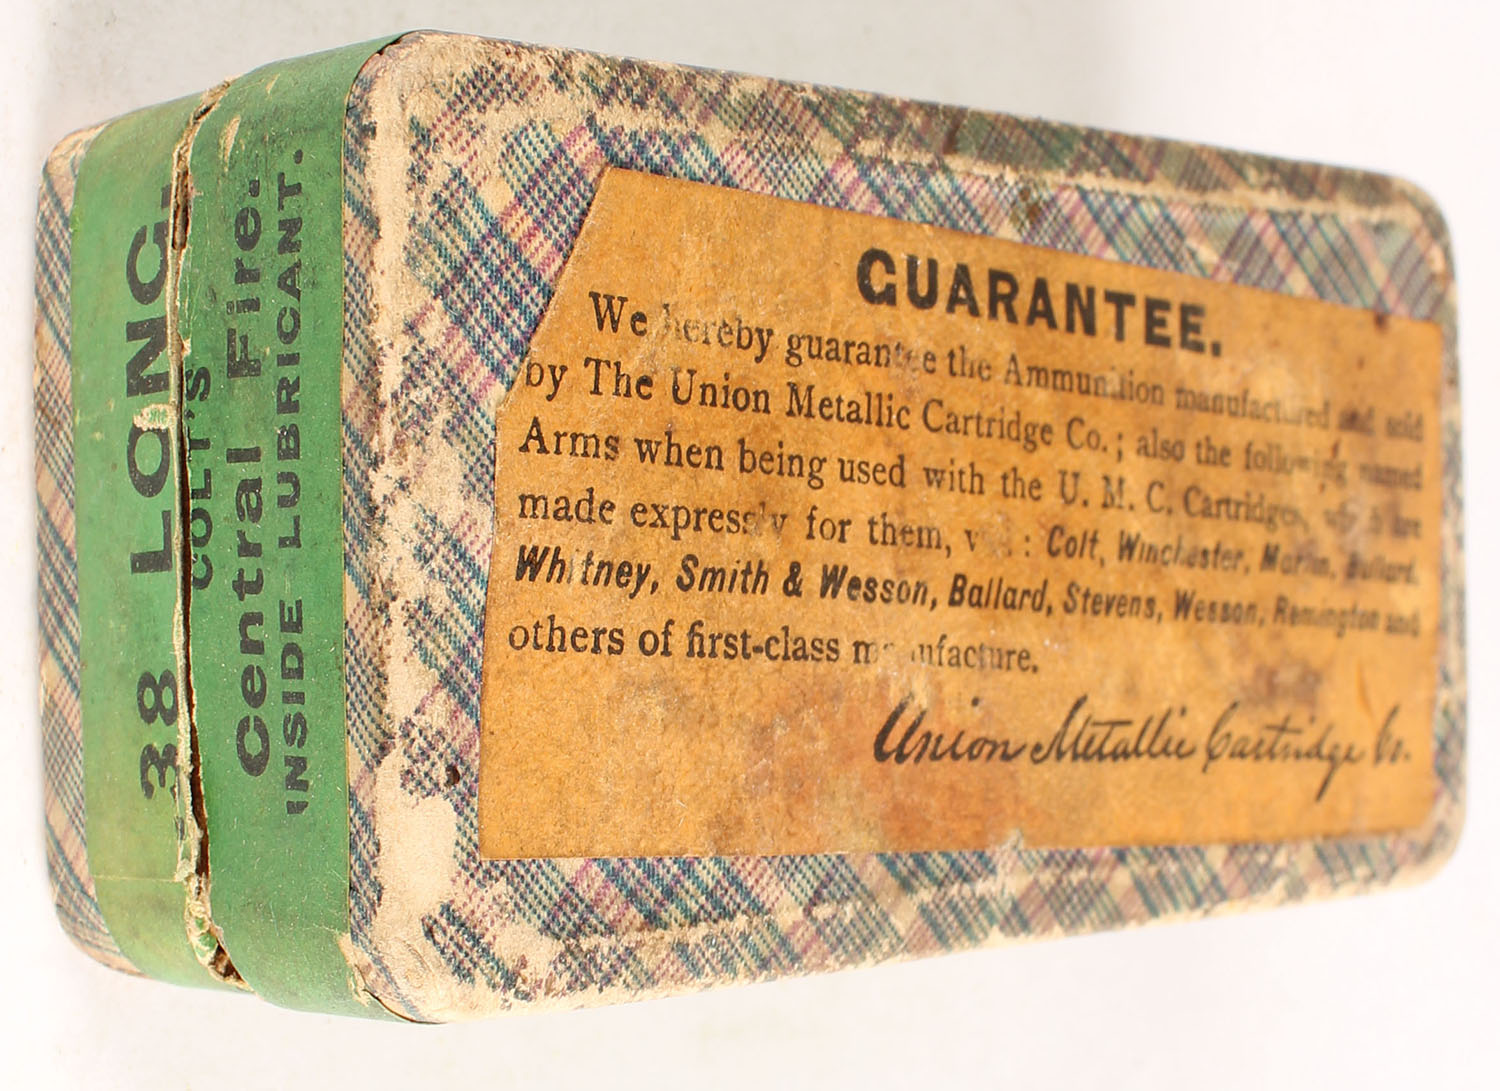 38 LONG.
COLT'S
Central Fire.
INSIDE LUBRICANT.
GUARANTEE.
We hereby guarantee the Ammunition manufactured and sold
by The Union Metallic Cartridge Co.; also the following named
Arms when being used with the U. M. C. Cartridges, which are
made expressly for them, viz.: Colt, Winchester, Marlin, Bullard,
Whitney, Smith & Wesson, Ballard, Stevens, Wesson, Remington and
others of first-class manufacture.
Union Metallic Cartridge Co.